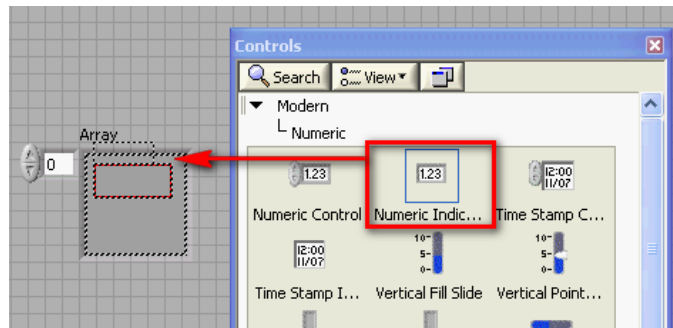 Controls
Search View
Modern
Numeric
Array
0
1.23 1.23 12:00 11/07
Numeric Control Numeric Indic... Time Stamp C...
12:00 11/07 10- 5- 0- 10- 5- 0-
Time Stamp I... Vertical Fill Slide Vertical Point...